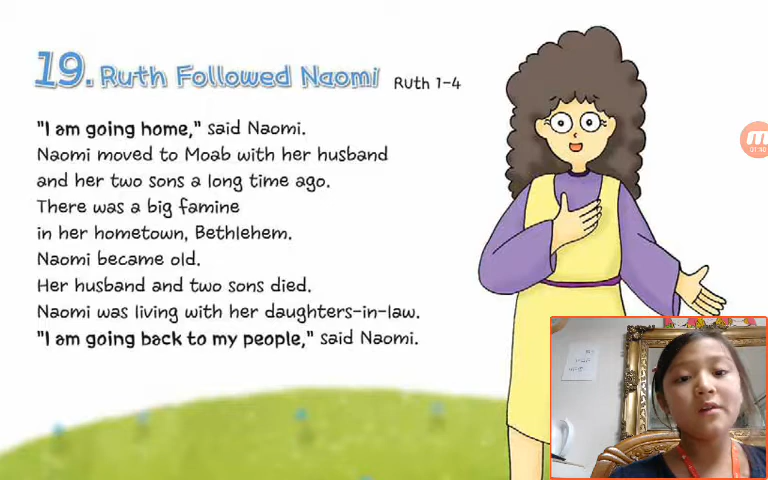 19. Ruth Followed Naomi Ruth 1-4
"I am going home," said Naomi.
Naomi moved to Moab with her husband
and her two sons a long time ago.
There was a big famine
in her hometown, Bethlehem.
Naomi became old.
Her husband and two sons died.
Naomi was living with her daughters-in-law.
"I am going back to my people," said Naomi.